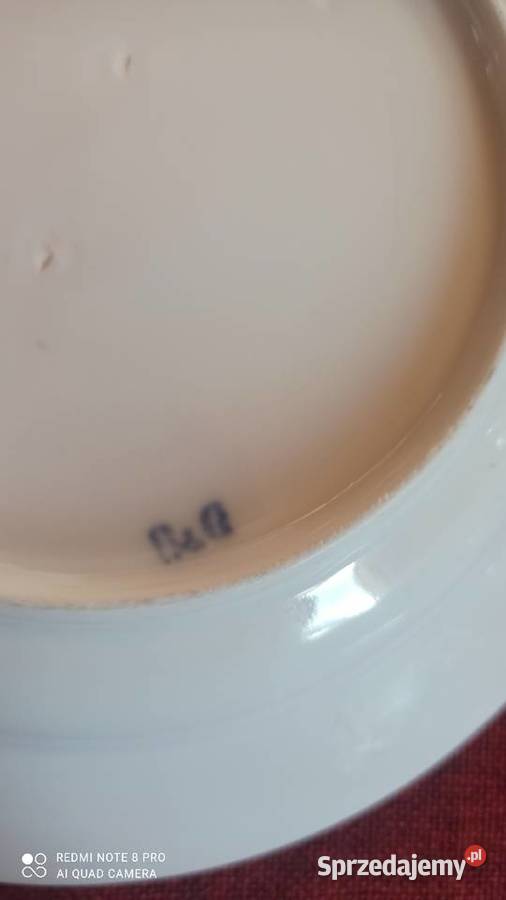 REDMI NOTE 8 PRO
AI QUAD CAMERA
Sprzedajemy.pl